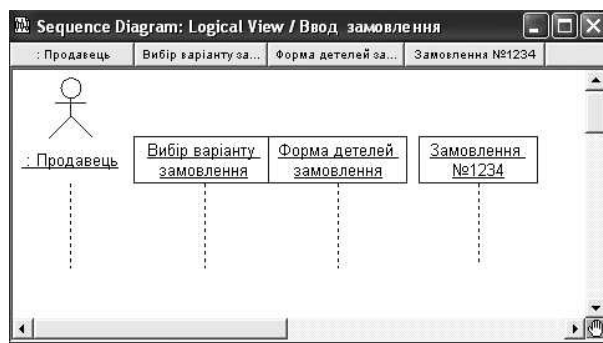 Sequence Diagram: Logical View / Ввод замовлення
: Продавець
Вибір варіанту за...
Форма детелей за...
Замовлення №1234
: Продавець
Вибір варіанту
замовлення
Форма детелей
замовлення
Замовлення
№1234